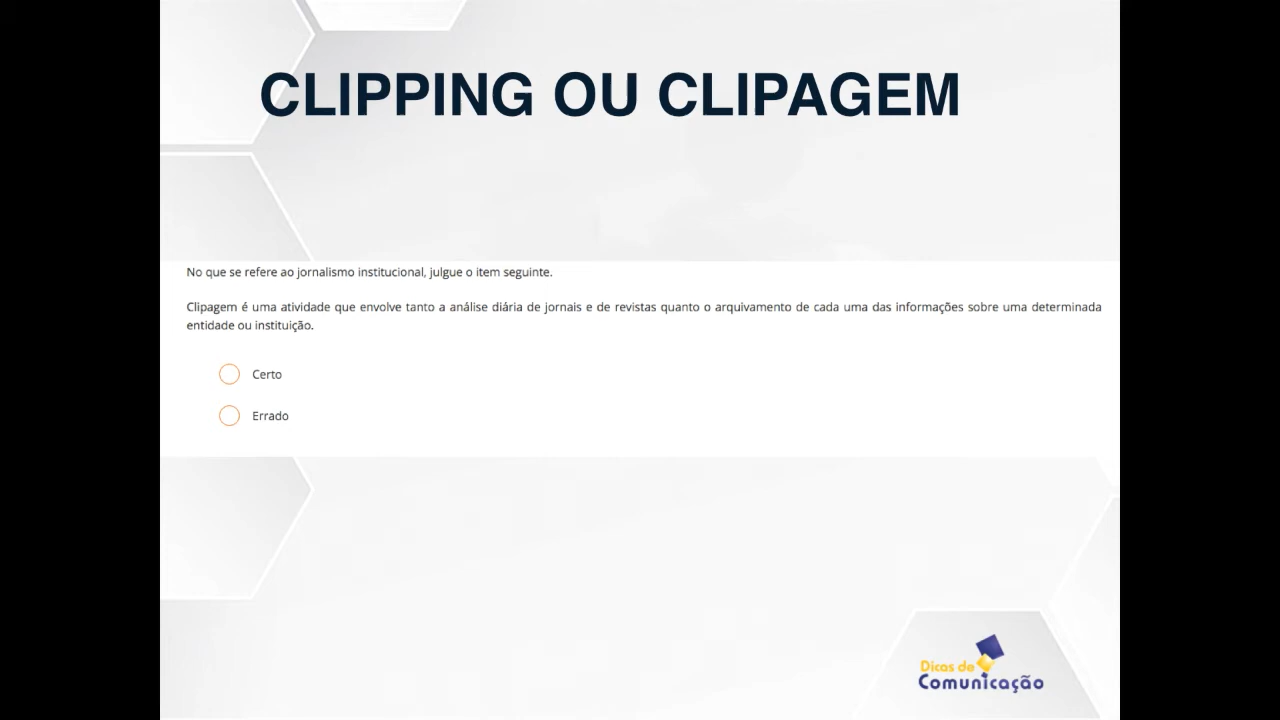 CLIPPING OU CLIPAGEM
No que se refere ao jornalismo institucional, julgue o item seguinte.
Clipagem é uma atividade que envolve tanto a análise diária de jornais e de revistas quanto o arquivamento de cada uma das informações sobre uma determinada
entidade ou instituição.
Certo
Errado
Dicas de
Comunicação